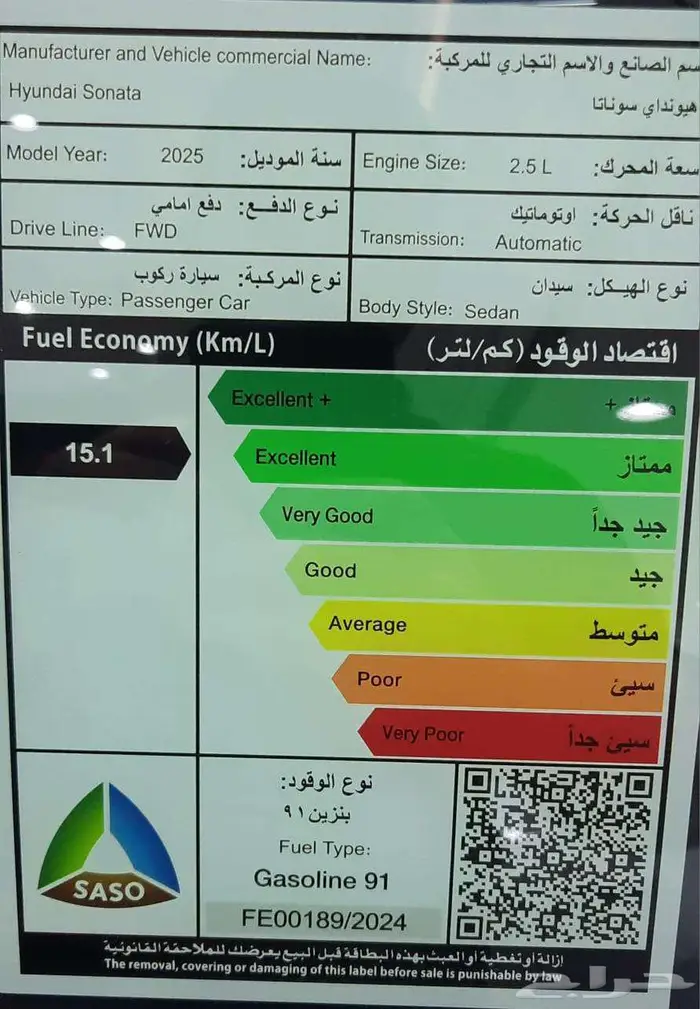 Manufacturer and Vehicle commercial Name: سم الصانع والاسم التجاري للمركبة:
Hyundai Sonata هيونداي سوناتا
Model Year: 2025 سنة الموديل:
Engine Size: 2.5 L سعة المحرك:
نوع الدفع: دفع امامي
Drive Line: FWD
ناقل الحركة: اوتوماتيك
Transmission: Automatic
نوع المركبة: سيارة ركوب
Vehicle Type: Passenger Car
نوع الهيكل: سيدان
Body Style: Sedan
Fuel Economy (Km/L) اقتصاد الوقود (كم/لتر)
Excellent + ممتاز +
15.1
Excellent ممتاز
Very Good جيد جداً
Good جيد
Average متوسط
Poor سيئ
Very Poor سيئ جداً
SASO
نوع الوقود:
بنزين ٩١
Fuel Type:
Gasoline 91
FE00189/2024
إزالة أو تغطية أو العبث بهذه البطاقة قبل البيع يعرضك للملاحقة القانونية
The removal, covering or damaging of this label before sale is punishable by law
حراج